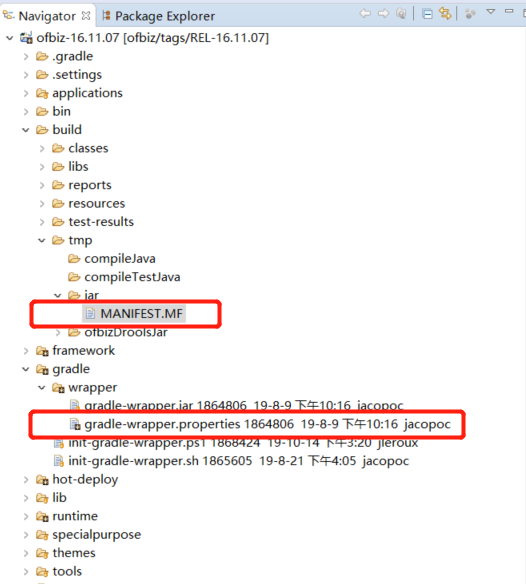 Navigator Package Explorer
ofbiz-16.11.07 [ofbiz/tags/REL-16.11.07]
.gradle
.settings
applications
bin
build
classes
libs
reports
resources
test-results
tmp
compileJava
compileTestJava
jar
MANIFEST.MF
ofbizDroolsJar
framework
gradle
wrapper
gradle-wrapper.jar 1864806 19-8-9 下午10:16 jacopoc
gradle-wrapper.properties 1864806 19-8-9 下午10:16 jacopoc
init-gradle-wrapper.ps1 1868424 19-10-14 下午3:20 jleroux
init-gradle-wrapper.sh 1865605 19-8-21 下午4:05 jacopoc
hot-deploy
lib
runtime
specialpurpose
themes
tools